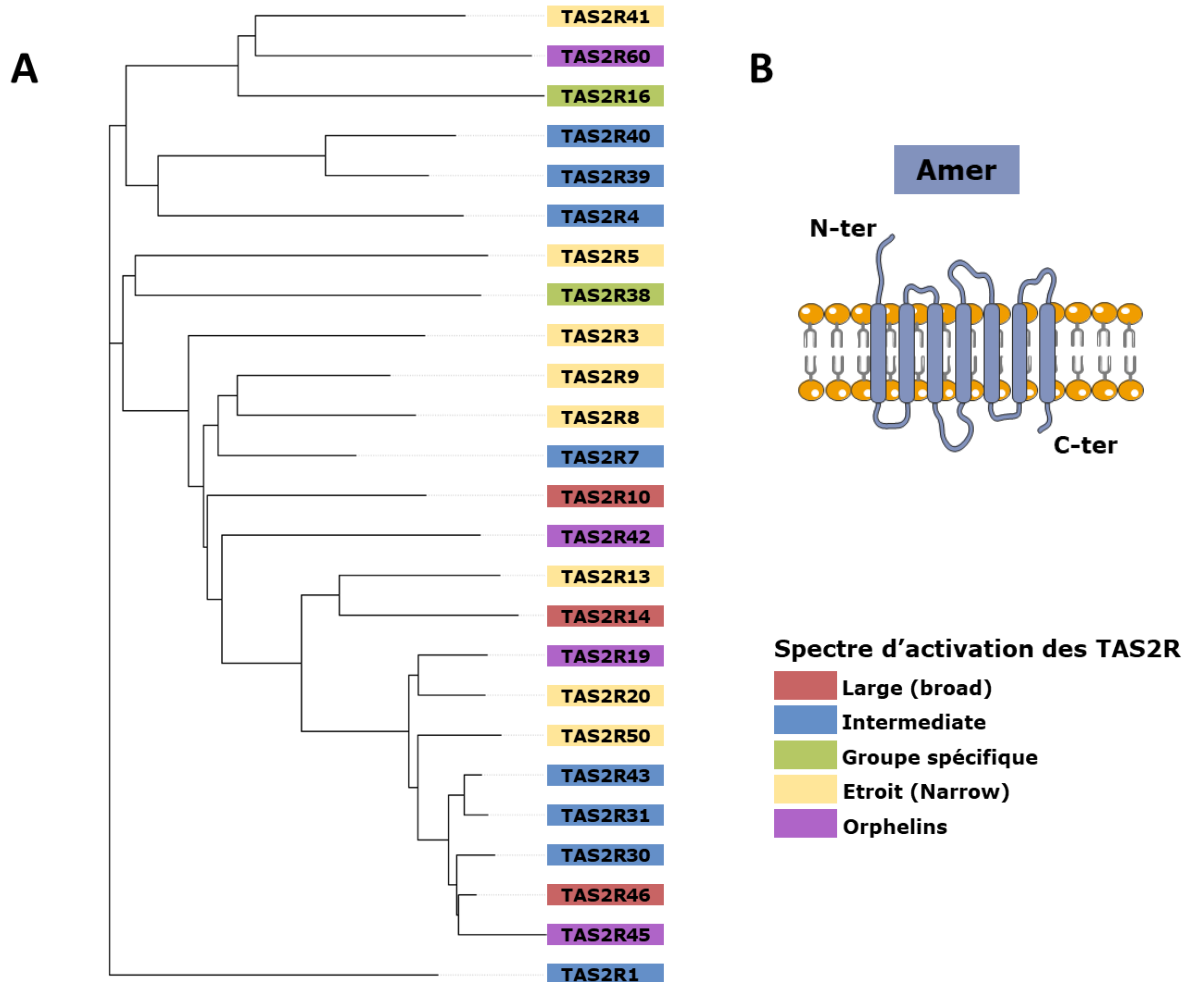 A
TAS2R41
TAS2R60
TAS2R16
TAS2R40
TAS2R39
TAS2R4
TAS2R5
TAS2R38
TAS2R3
TAS2R9
TAS2R8
TAS2R7
TAS2R10
TAS2R42
TAS2R13
TAS2R14
TAS2R19
TAS2R20
TAS2R50
TAS2R43
TAS2R31
TAS2R30
TAS2R46
TAS2R45
TAS2R1
B
Amer
N-ter
C-ter
Spectre d’activation des TAS2R
Large (broad)
Intermediate
Groupe spécifique
Etroit (Narrow)
Orphelins